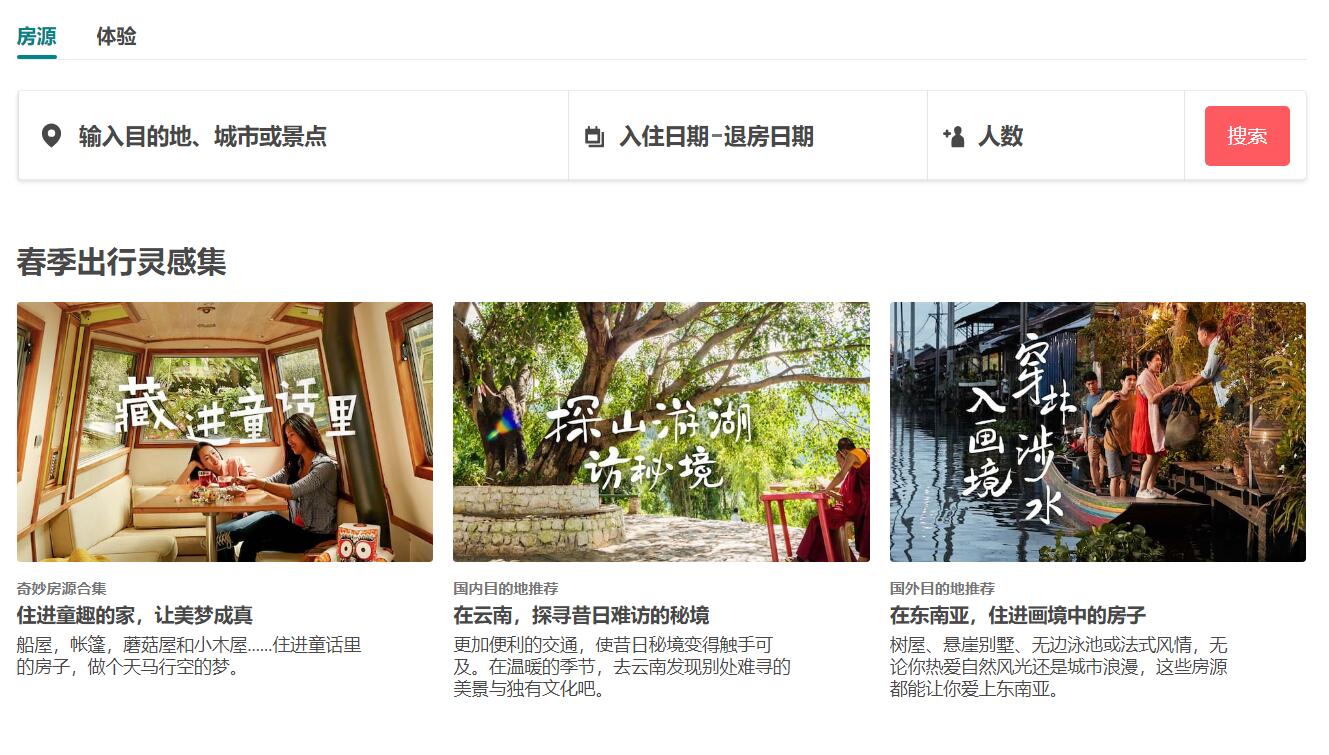 房源 体验
输入目的地、城市或景点 入住日期-退房日期 人数 搜索
春季出行灵感集
藏进童话里
探山游湖
访秘境
穿林涉水
入画境
奇妙房源合集
住进童趣的家，让美梦成真
船屋，帐篷，蘑菇屋和小木屋......住进童话里
的房子，做个天马行空的梦。
国内目的地推荐
在云南，探寻昔日难访的秘境
更加便利的交通，使昔日秘境变得触手可
及。在温暖的季节，去云南发现别处难寻的
美景与独有文化吧。
国外目的地推荐
在东南亚，住进画境中的房子
树屋、悬崖别墅、无边泳池或法式风情，无
论你热爱自然风光还是城市浪漫，这些房源
都能让你爱上东南亚。